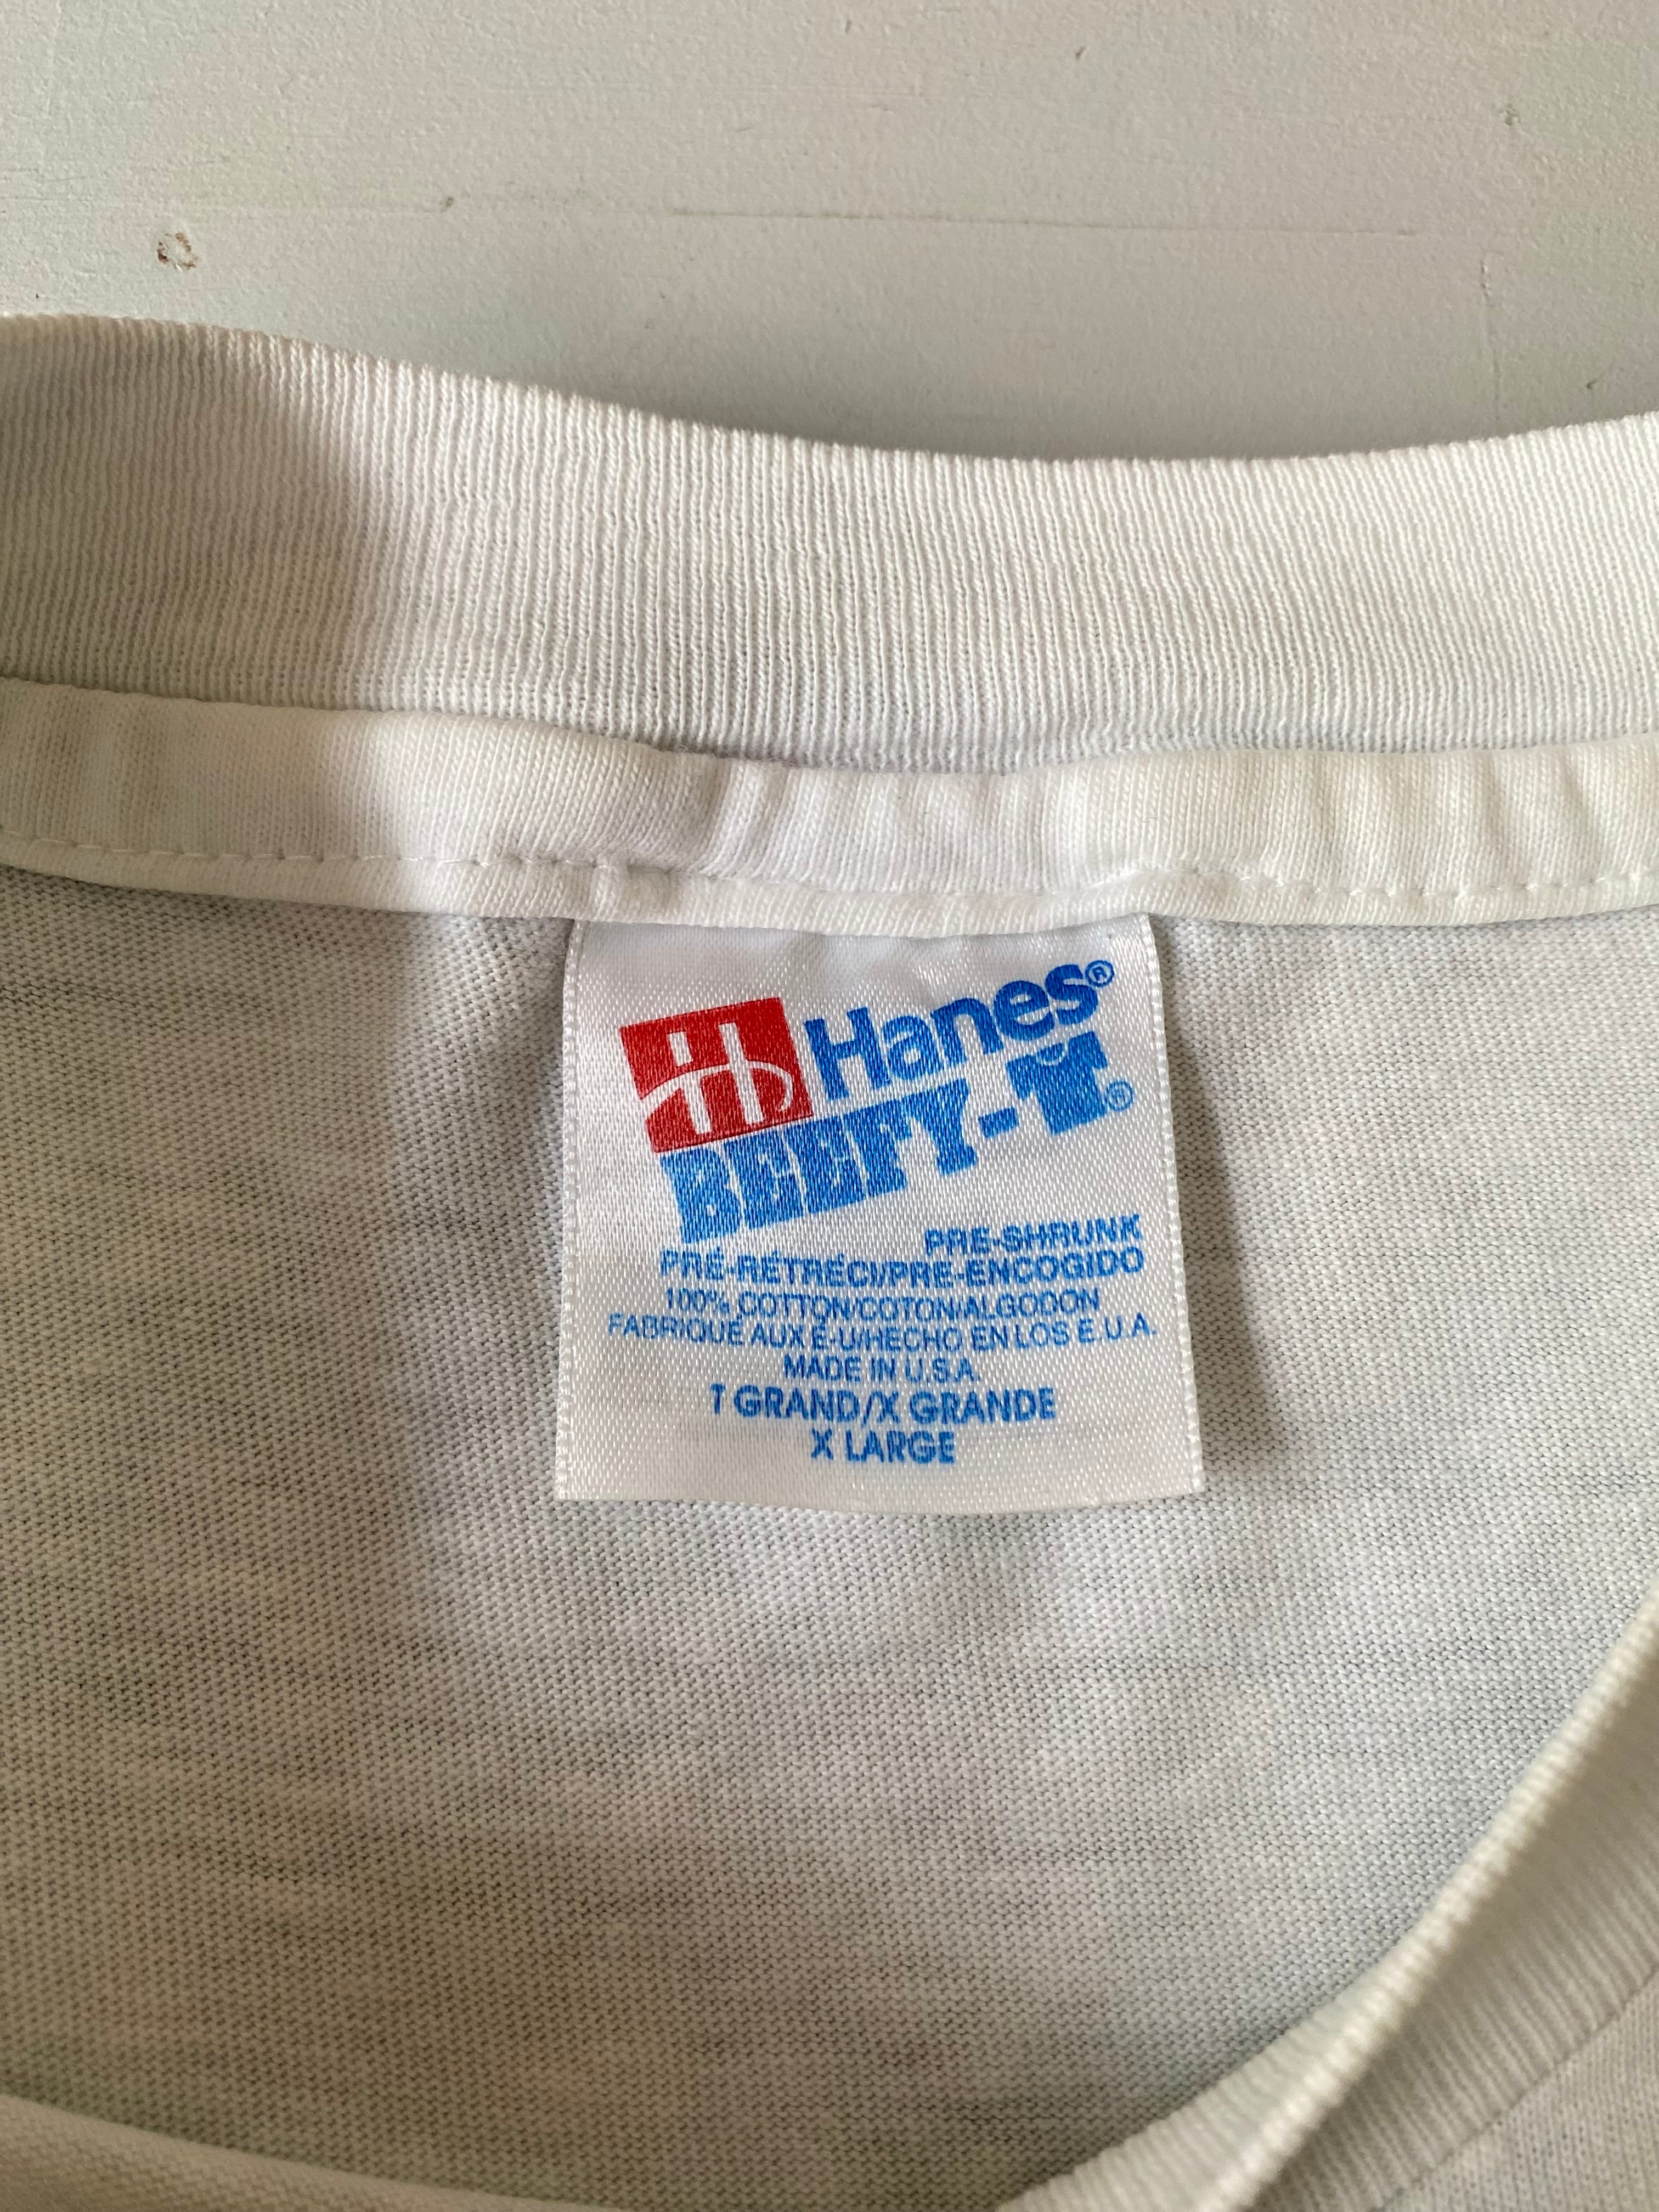 Hanes®
BEEFY-T®
PRE-SHRUNK
PRÉ-RÉTRÉCI/PRE-ENCOGIDO
100% COTTON/COTON/ALGODON
FABRIQUÉ AUX É-U/HECHO EN LOS E.U.A.
MADE IN U.S.A
T GRAND/X GRANDE
X LARGE